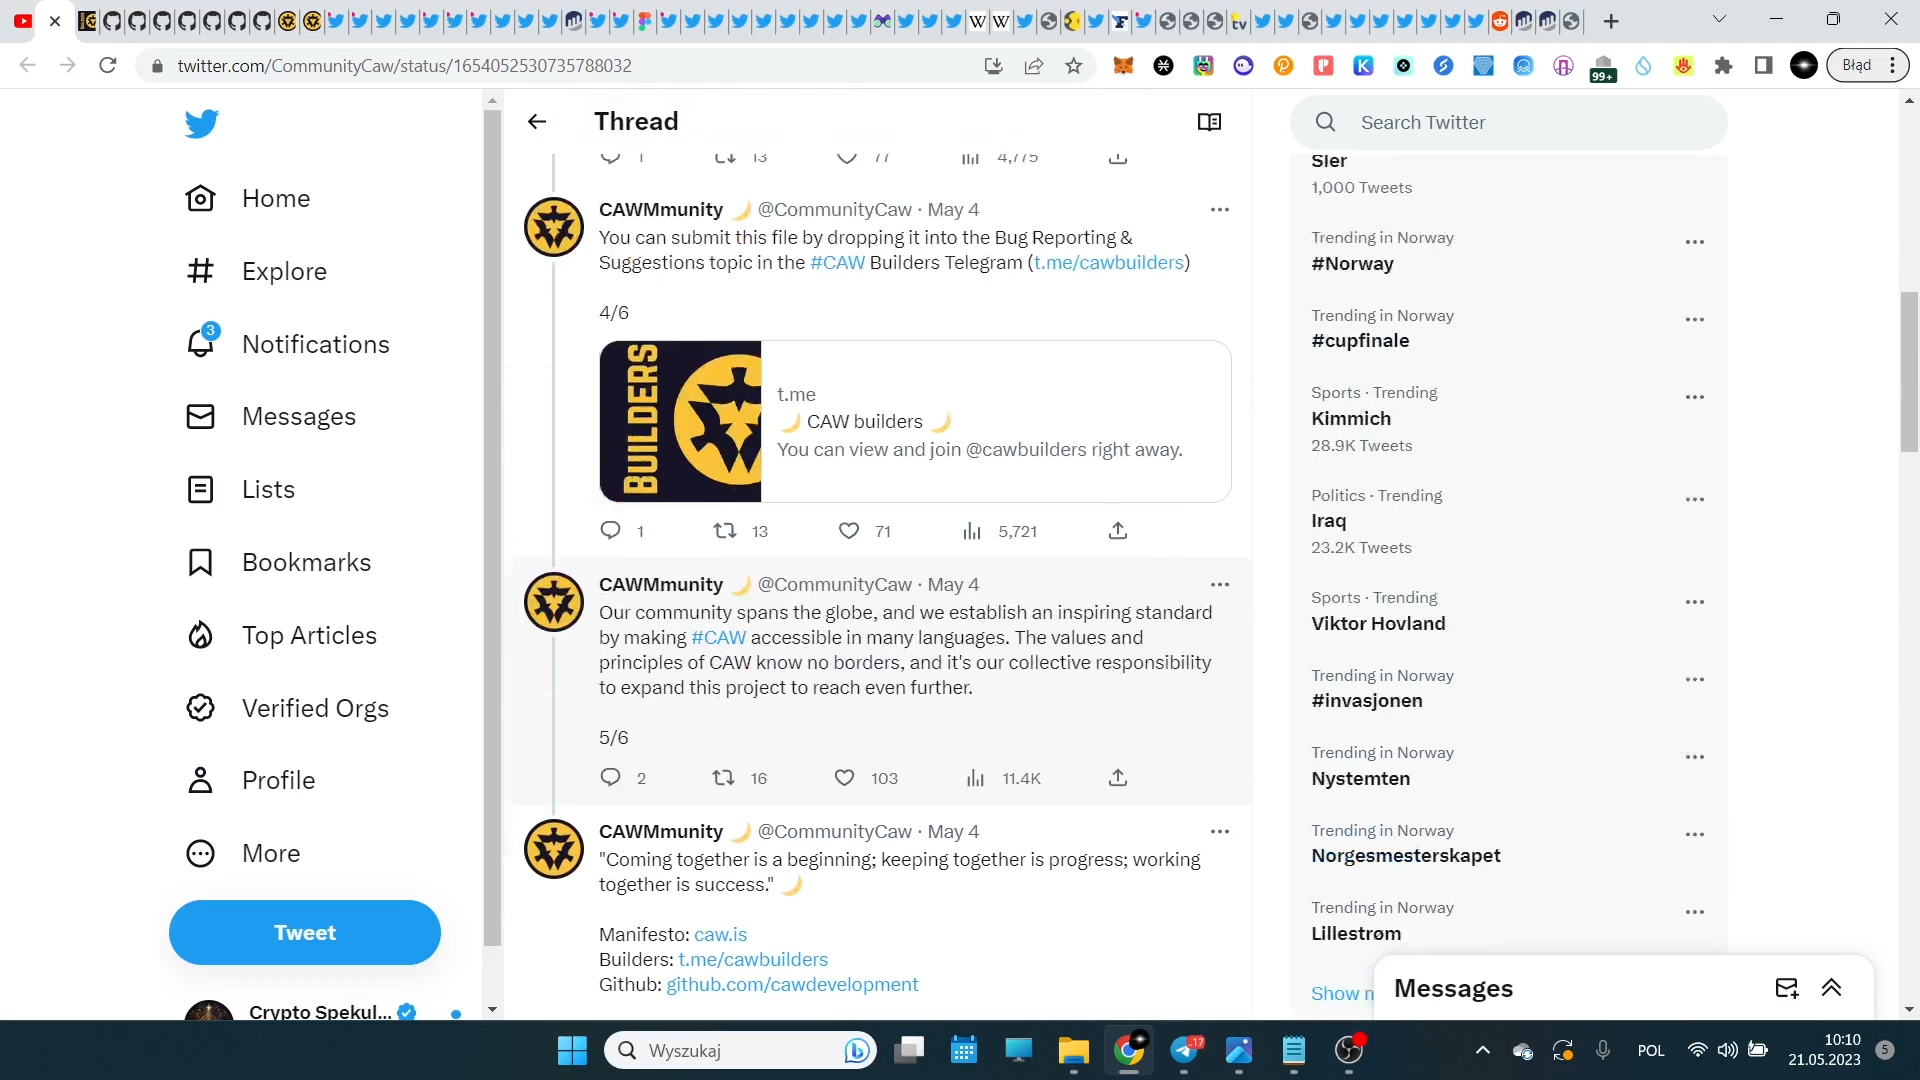 twitter.com/CommunityCaw/status/1654052530735788032
99+
Błąd
Home
Explore
3
Notifications
Messages
Lists
Bookmarks
Top Articles
Verified Orgs
Profile
More
Tweet
Crypto Spekul...
Thread
1 13 77 4,775
CAWMmunity 🌙 @CommunityCaw · May 4
You can submit this file by dropping it into the Bug Reporting &
Suggestions topic in the #CAW Builders Telegram (t.me/cawbuilders)
4/6
BUILDERS
t.me
🌙 CAW builders 🌙
You can view and join @cawbuilders right away.
1 13 71 5,721
CAWMmunity 🌙 @CommunityCaw · May 4
Our community spans the globe, and we establish an inspiring standard
by making #CAW accessible in many languages. The values and
principles of CAW know no borders, and it's our collective responsibility
to expand this project to reach even further.
5/6
2 16 103 11.4K
CAWMmunity 🌙 @CommunityCaw · May 4
"Coming together is a beginning; keeping together is progress; working
together is success." 🌙
Manifesto: caw.is
Builders: t.me/cawbuilders
Github: github.com/cawdevelopment
Search Twitter
Sier
1,000 Tweets
Trending in Norway
#Norway
Trending in Norway
#cupfinale
Sports · Trending
Kimmich
28.9K Tweets
Politics · Trending
Iraq
23.2K Tweets
Sports · Trending
Viktor Hovland
Trending in Norway
#invasjonen
Trending in Norway
Nystemten
Trending in Norway
Norgesmesterskapet
Trending in Norway
Lillestrøm
Show
Messages
Wyszukaj
17
POL
10:10
21.05.2023
5